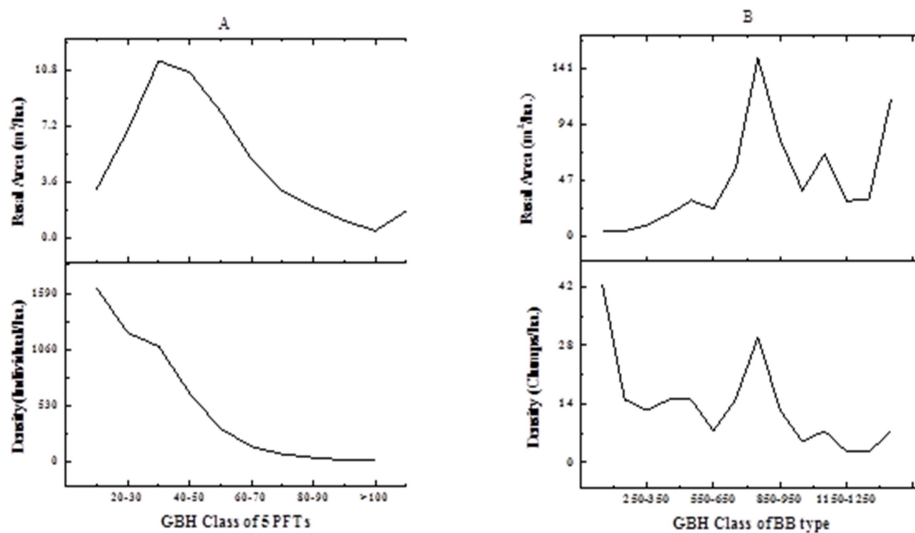 A
Basal Area (m²/ha.)
10.8
7.2
3.6
0.0
Density(Individual/ha.)
1590
1060
530
0
20-30 40-50 60-70 80-90 >100
GBH Class of 5 PFTs
B
Basal Area (m²/ha.)
141
94
47
0
Density (Clumps/ha.)
42
28
14
0
250-350 550-650 850-950 1150-1250
GBH Class of BB type